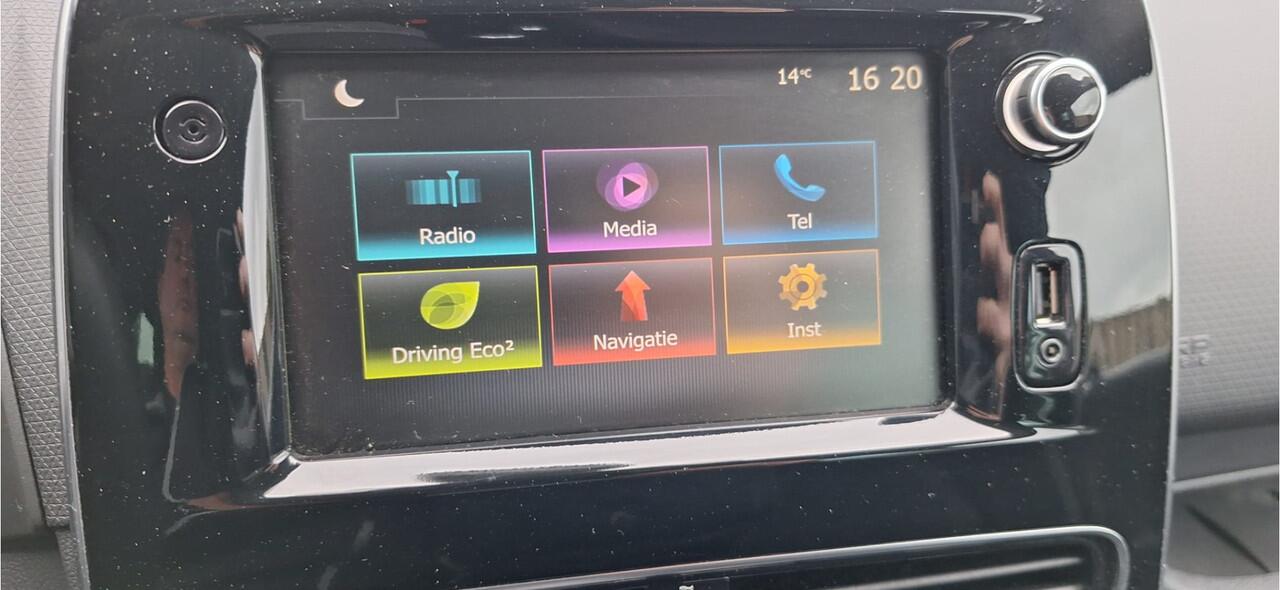 14°C 16 20
Radio Media Tel
Driving Eco² Navigatie Inst